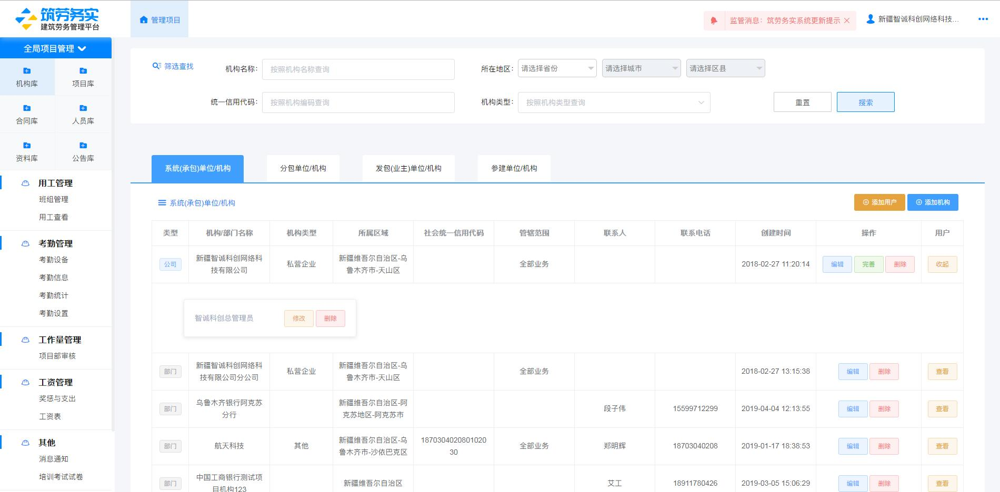 筑劳务实
建筑劳务管理平台
管理项目
监管消息：筑劳务实系统更新提示
新疆智诚科创网络科技...
全局项目管理
机构库 项目库
合同库 人员库
资料库 公告库
用工管理
班组管理
用工查看
考勤管理
考勤设备
考勤信息
考勤统计
考勤设置
工作量管理
项目部审核
工资管理
奖惩与支出
工资表
其他
消息通知
培训考试试卷
筛选查找
机构名称： 按照机构名称查询
所在地区： 请选择省份 请选择城市 请选择区县
统一信用代码： 按照机构编码查询
机构类型： 按照机构类型查询
重置 搜索
系统(承包)单位/机构 分包单位/机构 发包(业主)单位/机构 参建单位/机构
系统(承包)单位/机构
添加用户 添加机构
类型 机构/部门名称 机构类型 所属区域 社会统一信用代码 管辖范围 联系人 联系电话 创建时间 操作 用户
公司 新疆智诚科创网络科 私营企业 新疆维吾尔自治区-乌 全部业务 2018-02-27 11:20:14 编辑 完善 删除 收起
技有限公司 鲁木齐市-天山区
智诚科创总管理员 修改 删除
部门 新疆智诚科创网络科 私营企业 新疆维吾尔自治区-乌 全部业务 2018-02-27 13:15:38 编辑 删除 查看
技有限公司分公司 鲁木齐市-天山区
部门 乌鲁木齐银行阿克苏 新疆维吾尔自治区-阿 段子伟 15599712299 2019-04-04 12:13:55 编辑 删除 查看
分行 克苏地区-阿克苏市
部门 航天科技 其他 新疆维吾尔自治区-乌 1870304020801020 全部业务 郑明辉 18703040208 2019-01-17 18:38:53 编辑 删除 查看
鲁木齐市-沙依巴克区 30
部门 中国工商银行测试项 新疆维吾尔自治区 艾工 18911780426 2019-03-05 15:06:29 编辑 删除 查看
目机构123